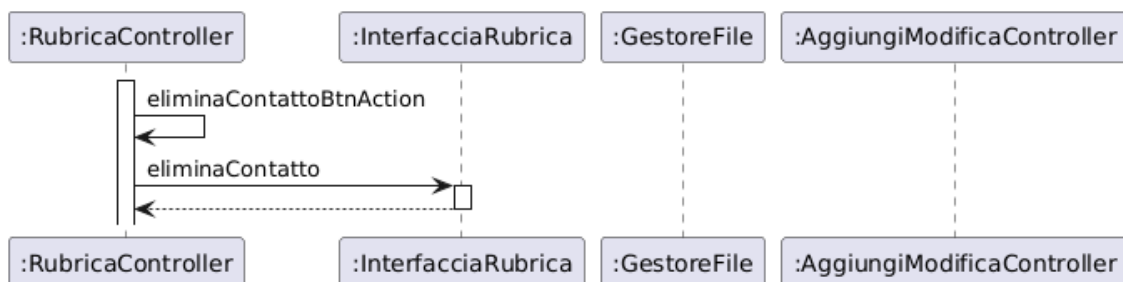 :RubricaController :InterfacciaRubrica :GestoreFile :AggiungiModificaController
eliminaContattoBtnAction
eliminaContatto
:RubricaController :InterfacciaRubrica :GestoreFile :AggiungiModificaController